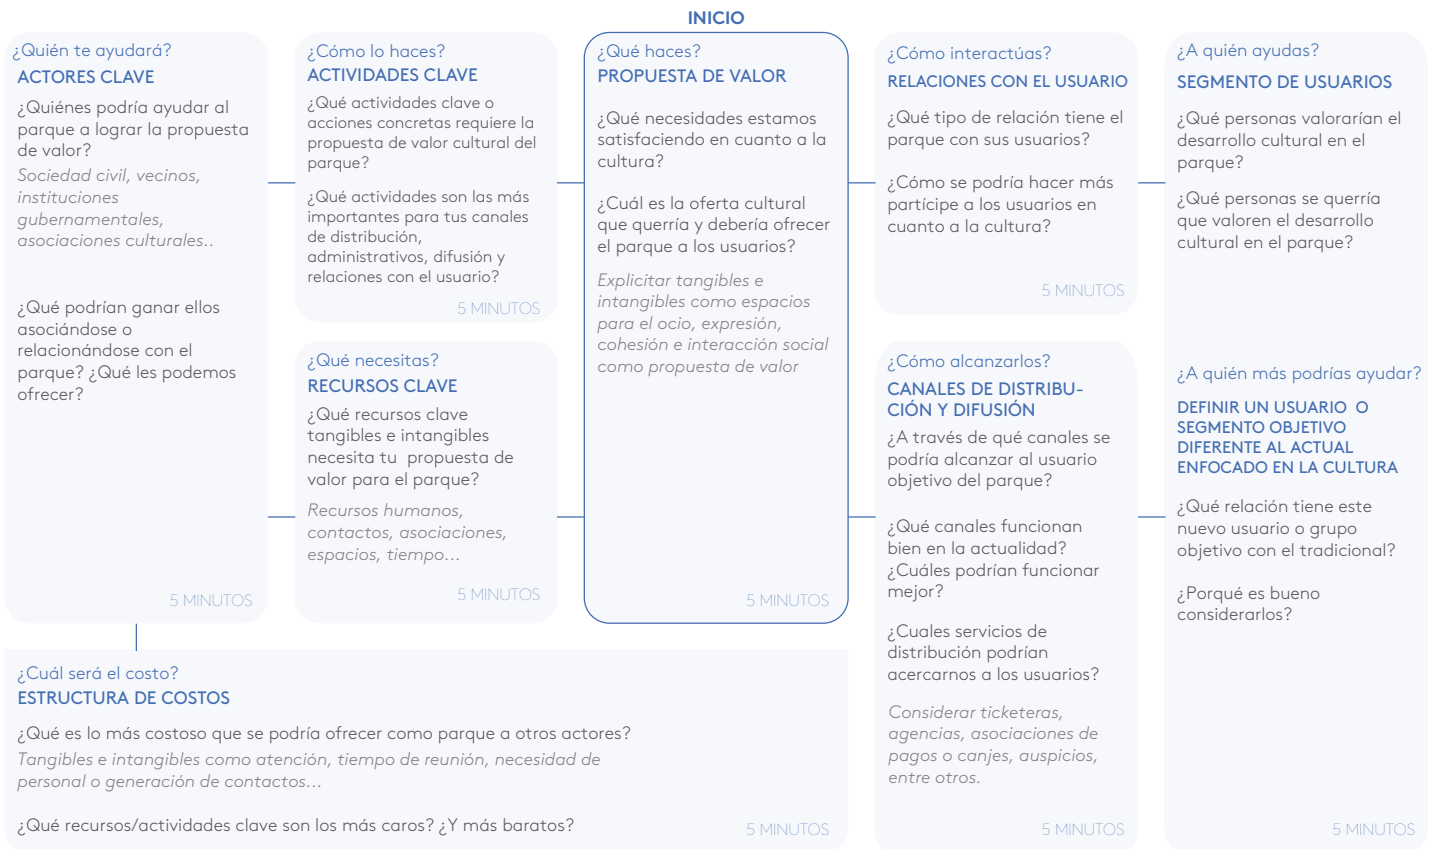 INICIO
¿Quién te ayudará?
ACTORES CLAVE
¿Quiénes podría ayudar al
parque a lograr la propuesta
de valor?
Sociedad civil, vecinos,
instituciones
gubernamentales,
asociaciones culturales..
¿Qué podrían ganar ellos
asociándose o
relacionándose con el
parque? ¿Qué les podemos
ofrecer?
5 MINUTOS
¿Cómo lo haces?
ACTIVIDADES CLAVE
¿Qué actividades clave o
acciones concretas requiere la
propuesta de valor cultural del
parque?
¿Qué actividades son las más
importantes para tus canales
de distribución,
administrativos, difusión y
relaciones con el usuario?
5 MINUTOS
¿Qué necesitas?
RECURSOS CLAVE
¿Qué recursos clave
tangibles e intangibles
necesita tu propuesta de
valor para el parque?
Recursos humanos,
contactos, asociaciones,
espacios, tiempo...
5 MINUTOS
¿Qué haces?
PROPUESTA DE VALOR
¿Qué necesidades estamos
satisfaciendo en cuanto a la
cultura?
¿Cuál es la oferta cultural
que querría y debería ofrecer
el parque a los usuarios?
Explicitar tangibles e
intangibles como espacios
para el ocio, expresión,
cohesión e interacción social
como propuesta de valor
5 MINUTOS
¿Cómo interactúas?
RELACIONES CON EL USUARIO
¿Qué tipo de relación tiene el
parque con sus usuarios?
¿Cómo se podría hacer más
partícipe a los usuarios en
cuanto a la cultura?
5 MINUTOS
¿Cómo alcanzarlos?
CANALES DE DISTRIBU-
CIÓN Y DIFUSIÓN
¿A través de qué canales se
podría alcanzar al usuario
objetivo del parque?
¿Qué canales funcionan
bien en la actualidad?
¿Cuáles podrían funcionar
mejor?
¿Cuales servicios de
distribución podrían
acercarnos a los usuarios?
Considerar ticketeras,
agencias, asociaciones de
pagos o canjes, auspicios,
entre otros.
5 MINUTOS
¿A quién ayudas?
SEGMENTO DE USUARIOS
¿Qué personas valorarían el
desarrollo cultural en el
parque?
¿Qué personas se querría
que valoren el desarrollo
cultural en el parque?
¿A quién más podrías ayudar?
DEFINIR UN USUARIO O
SEGMENTO OBJETIVO
DIFERENTE AL ACTUAL
ENFOCADO EN LA CULTURA
¿Qué relación tiene este
nuevo usuario o grupo
objetivo con el tradicional?
¿Porqué es bueno
considerarlos?
5 MINUTOS
¿Cuál será el costo?
ESTRUCTURA DE COSTOS
¿Qué es lo más costoso que se podría ofrecer como parque a otros actores?
Tangibles e intangibles como atención, tiempo de reunión, necesidad de
personal o generación de contactos...
¿Qué recursos/actividades clave son los más caros? ¿Y más baratos?
5 MINUTOS